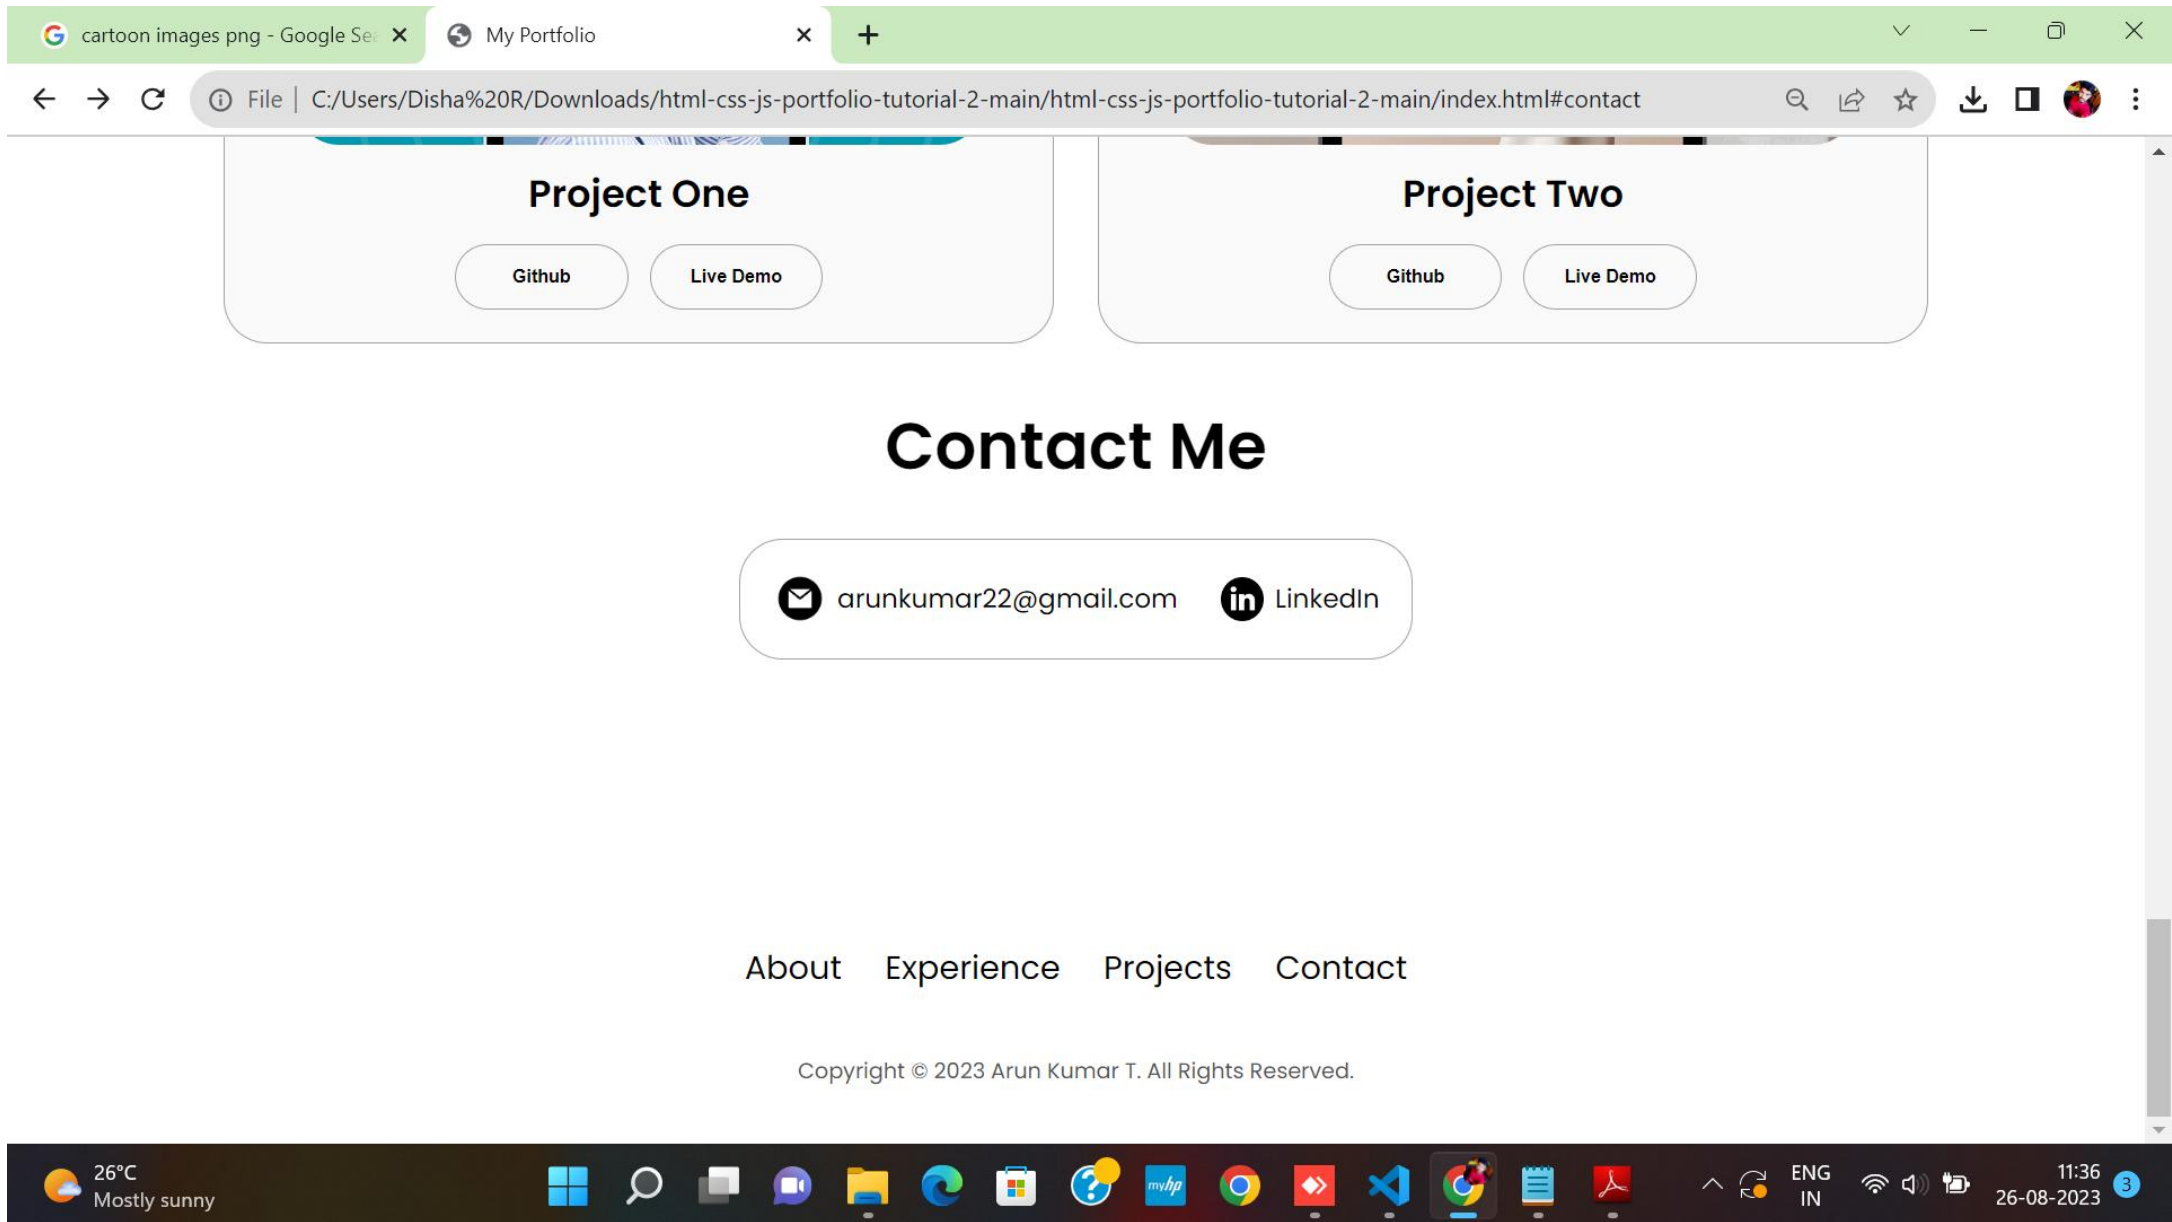 cartoon images png - Google Sea
My Portfolio
File | C:/Users/Disha%20R/Downloads/html-css-js-portfolio-tutorial-2-main/html-css-js-portfolio-tutorial-2-main/index.html#contact
Project One
Project Two
Github
Live Demo
Github
Live Demo
Contact Me
arunkumar22@gmail.com
in LinkedIn
About Experience Projects Contact
Copyright © 2023 Arun Kumar T. All Rights Reserved.
26°C
Mostly sunny
myhp
ENG
IN
11:36
26-08-2023
3